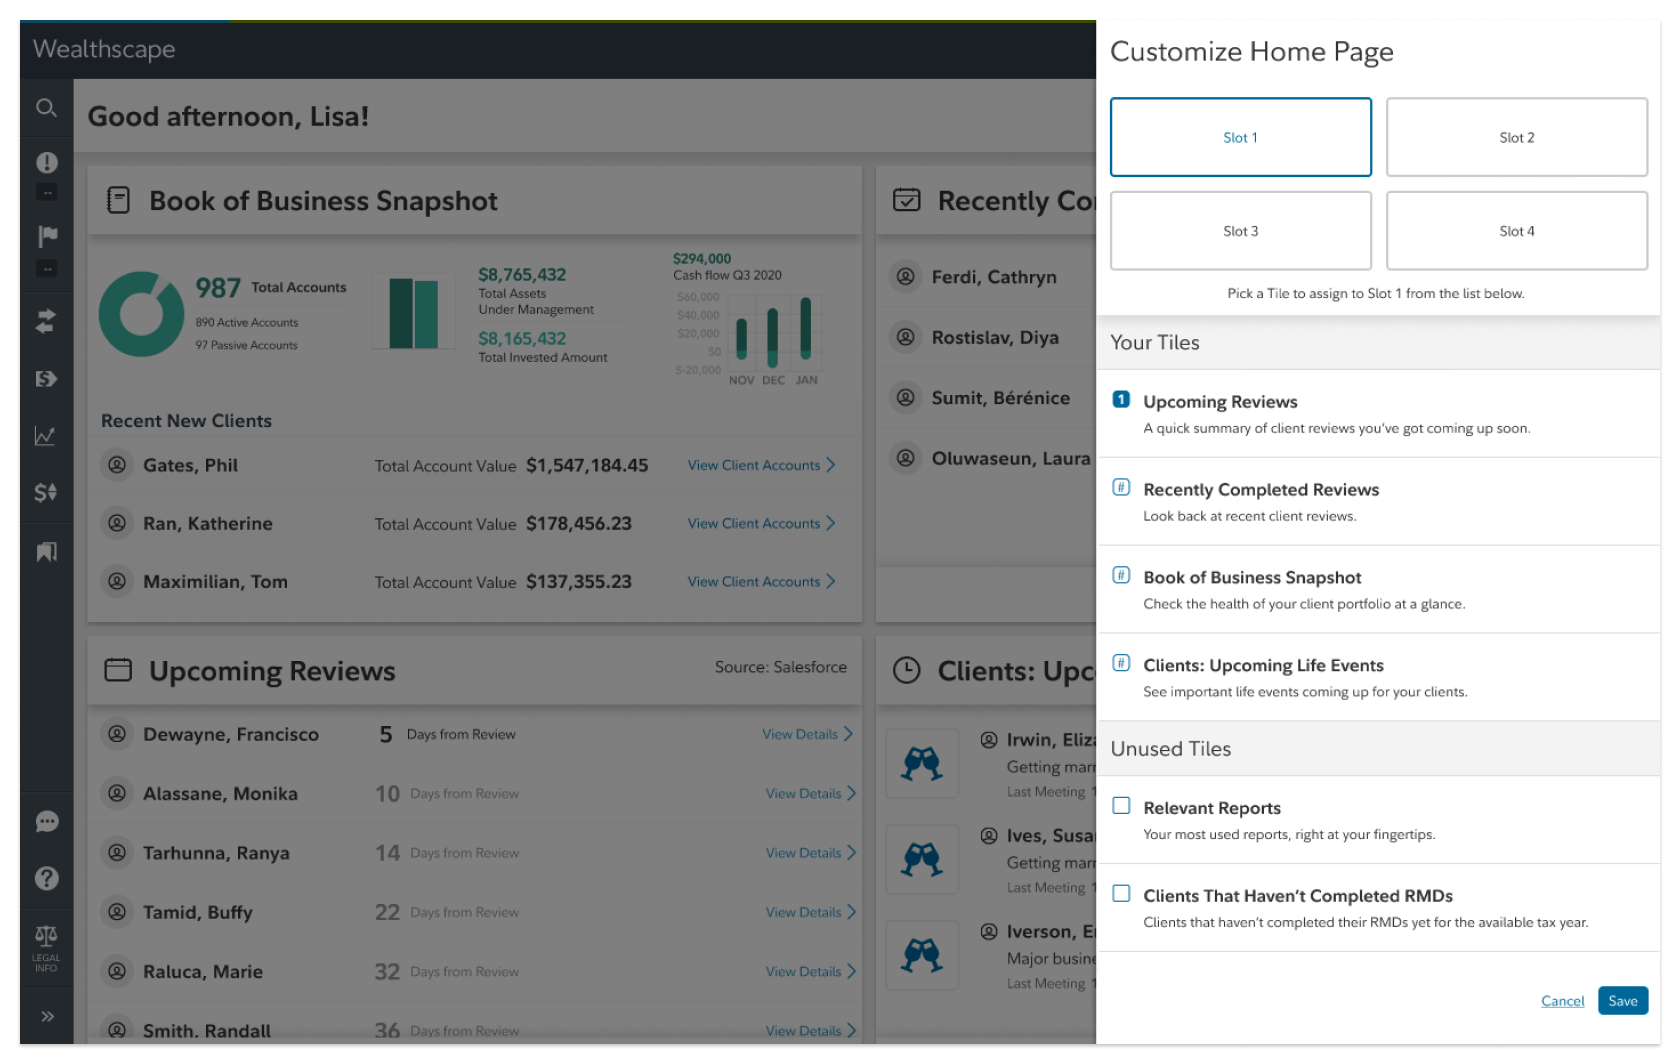 Wealthscape
LEGAL
INFO
Good afternoon, Lisa!
Book of Business Snapshot
987 Total Accounts
890 Active Accounts
97 Passive Accounts
$8,765,432
Total Assets
Under Management
$8,165,432
Total Invested Amount
$294,000
Cash flow Q3 2020
$60,000
$40,000
$20,000
$0
$-20,000
NOV DEC JAN
Recent New Clients
Gates, Phil Total Account Value $1,547,184.45 View Client Accounts
Ran, Katherine Total Account Value $178,456.23 View Client Accounts
Maximilian, Tom Total Account Value $137,355.23 View Client Accounts
Recently Co
Ferdi, Cathryn
Rostislav, Diya
Sumit, Bérénice
Oluwaseun, Laura
Upcoming Reviews Source: Salesforce
Dewayne, Francisco 5 Days from Review View Details
Alassane, Monika 10 Days from Review View Details
Tarhunna, Ranya 14 Days from Review View Details
Tamid, Buffy 22 Days from Review View Details
Raluca, Marie 32 Days from Review View Details
Smith, Randall 36 Days from Review View Details
Clients: Upc
Irwin, Eliz
Getting mar
Last Meeting 1
Ives, Susa
Getting mar
Last Meeting 1
Iverson, E
Major busine
Last Meeting 1
Customize Home Page
Slot 1 Slot 2
Slot 3 Slot 4
Pick a Tile to assign to Slot 1 from the list below.
Your Tiles
1 Upcoming Reviews
A quick summary of client reviews you’ve got coming up soon.
# Recently Completed Reviews
Look back at recent client reviews.
# Book of Business Snapshot
Check the health of your client portfolio at a glance.
# Clients: Upcoming Life Events
See important life events coming up for your clients.
Unused Tiles
Relevant Reports
Your most used reports, right at your fingertips.
Clients That Haven’t Completed RMDs
Clients that haven’t completed their RMDs yet for the available tax year.
Cancel Save